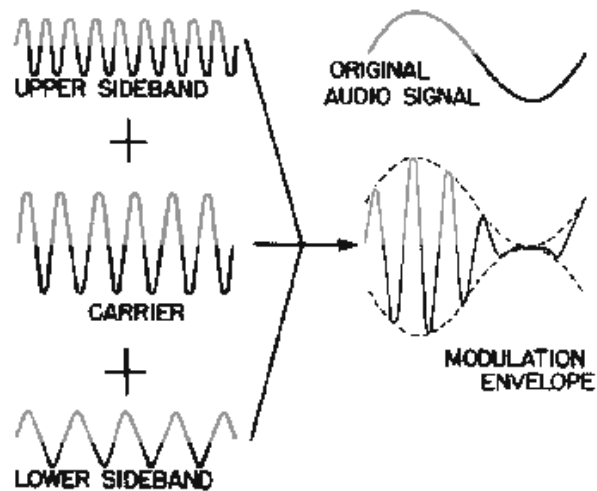 UPPER SIDEBAND
+
CARRIER
+
LOWER SIDEBAND
ORIGINAL
AUDIO SIGNAL
MODULATION
ENVELOPE